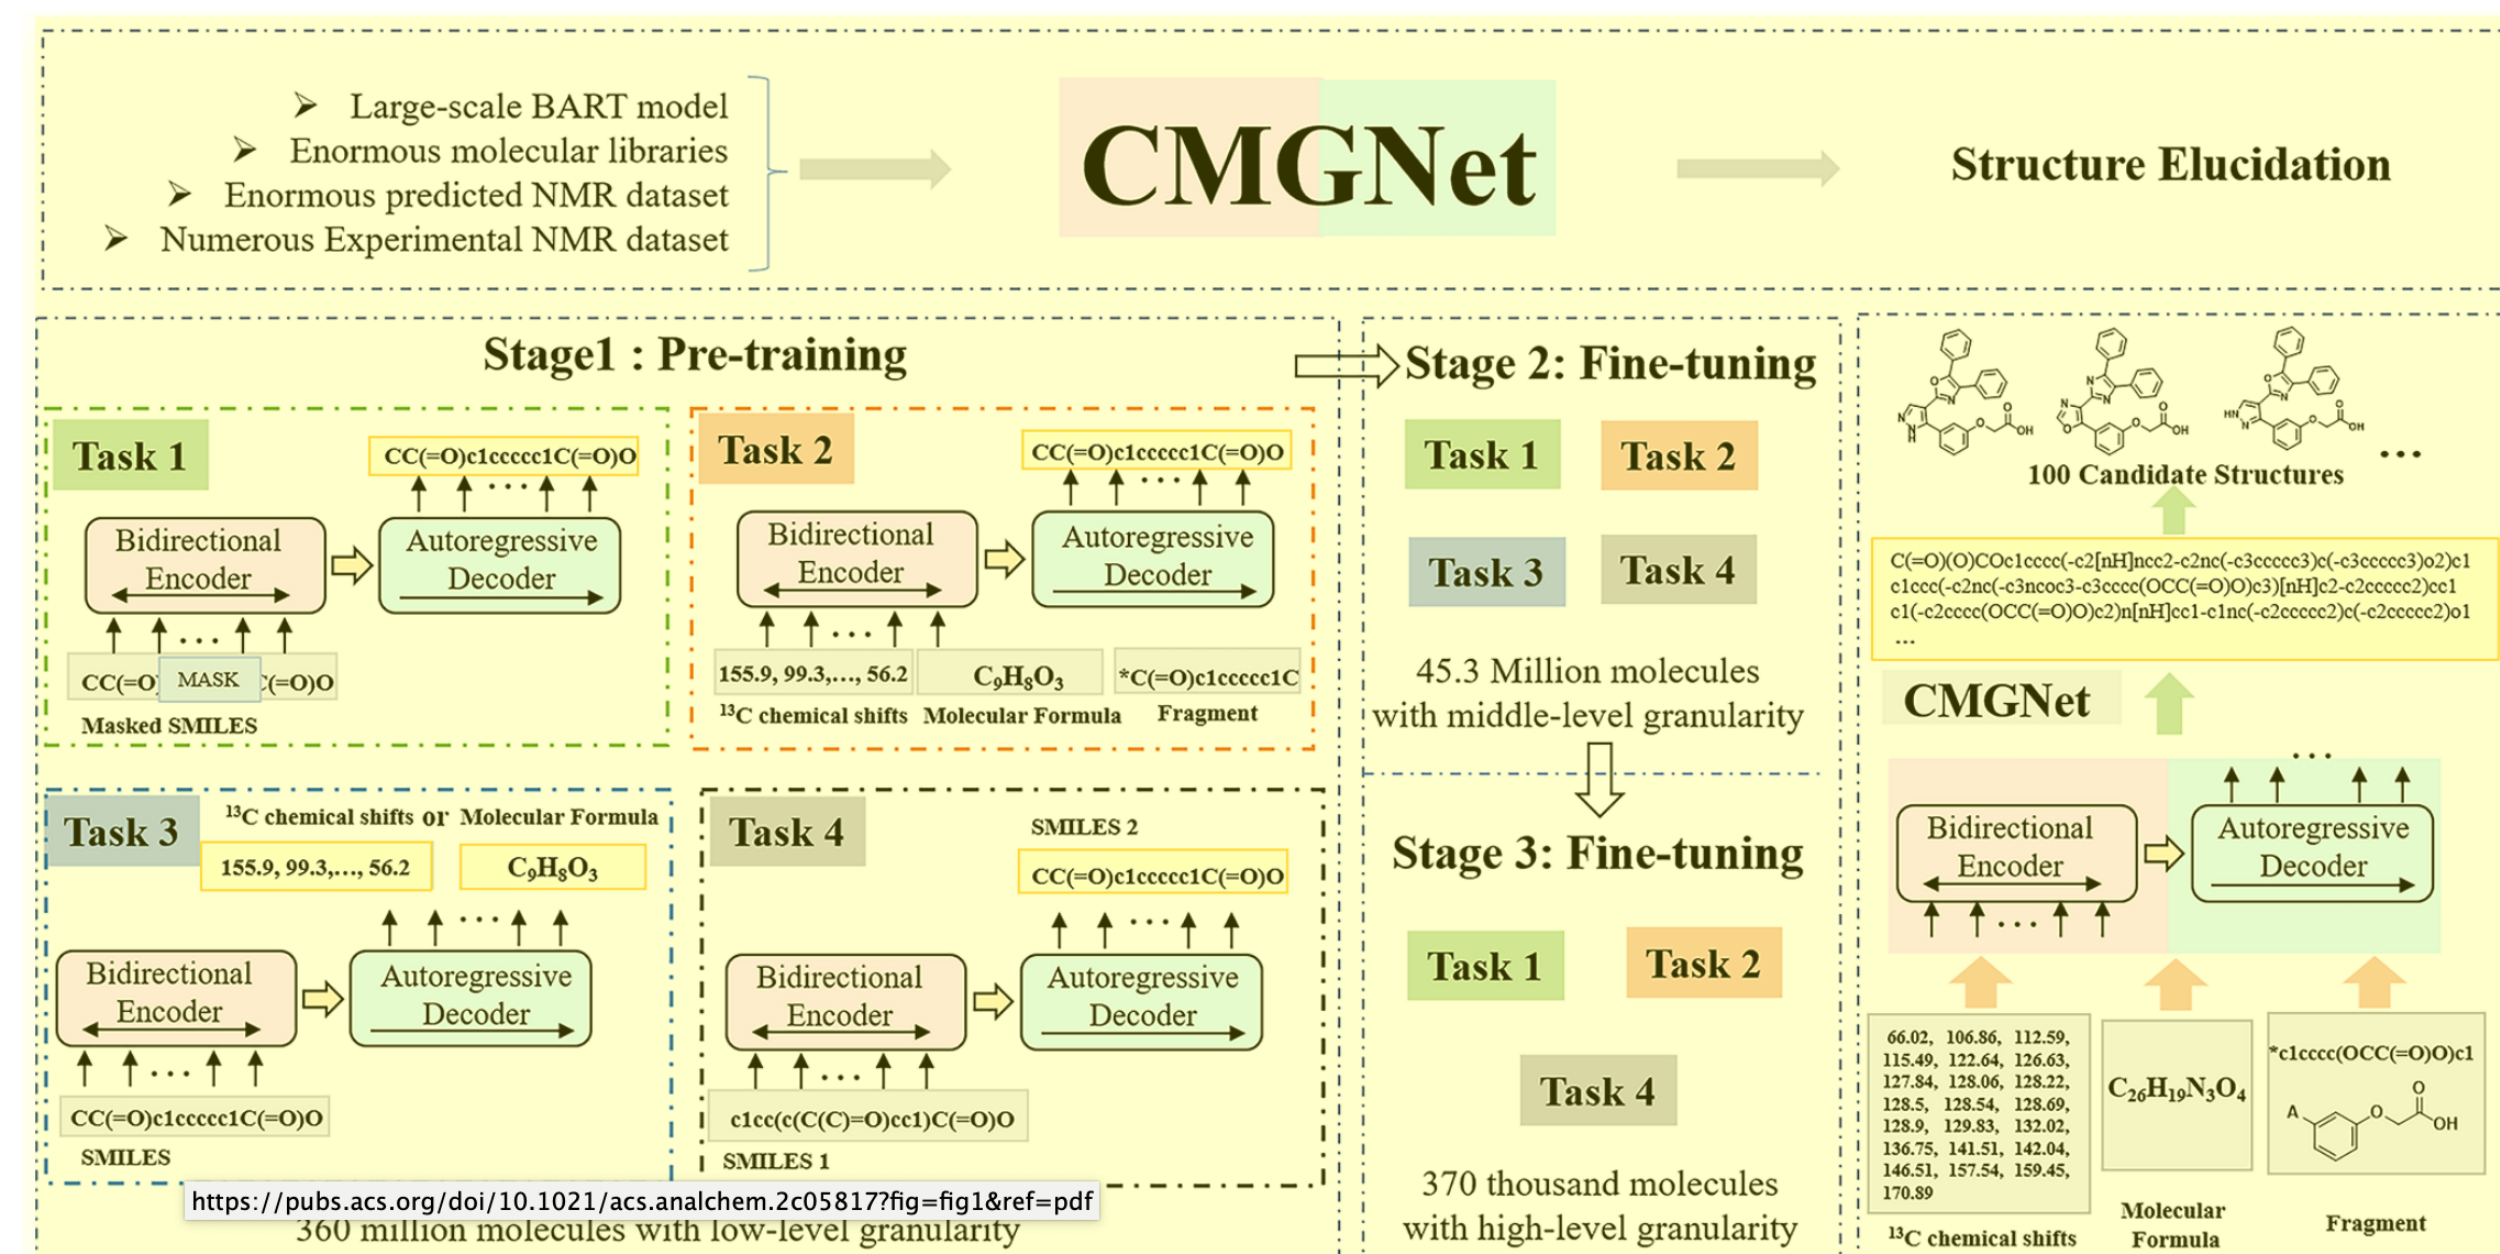 ➢ Large-scale BART model
➢ Enormous molecular libraries
➢ Enormous predicted NMR dataset
➢ Numerous Experimental NMR dataset
CMGNet
Structure Elucidation
Stage1 : Pre-training
Task 1
CC(=O)c1ccccc1C(=O)O
...
Bidirectional
Encoder
Autoregressive
Decoder
...
CC(=O) MASK C(=O)O
Masked SMILES
Task 2
CC(=O)c1ccccc1C(=O)O
...
Bidirectional
Encoder
Autoregressive
Decoder
...
155.9, 99.3,..., 56.2
C₉H₈O₃
*C(=O)c1ccccc1C
¹³C chemical shifts
Molecular Formula
Fragment
Task 3
¹³C chemical shifts or Molecular Formula
155.9, 99.3,..., 56.2
C₉H₈O₃
...
Bidirectional
Encoder
Autoregressive
Decoder
...
CC(=O)c1ccccc1C(=O)O
SMILES
Task 4
SMILES 2
CC(=O)c1ccccc1C(=O)O
...
Bidirectional
Encoder
Autoregressive
Decoder
...
c1cc(c(C(C)=O)cc1)C(=O)O
SMILES 1
https://pubs.acs.org/doi/10.1021/acs.analchem.2c05817?fig=fig1&ref=pdf
360 million molecules with low-level granularity
Stage 2: Fine-tuning
Task 1
Task 2
Task 3
Task 4
45.3 Million molecules
with middle-level granularity
Stage 3: Fine-tuning
Task 1
Task 2
Task 4
370 thousand molecules
with high-level granularity
O
N
N
N
H
O
O
OH
N
N
H
N
O
O
O
OH
O
N
HN
N
O
O
OH
...
100 Candidate Structures
C(=O)(O)COc1cccc(-c2[nH]ncc2-c2nc(-c3ccccc3)c(-c3ccccc3)o2)c1
c1ccc(-c2nc(-c3ncoc3-c3cccc(OCC(=O)O)c3)[nH]c2-c2ccccc2)cc1
c1(-c2cccc(OCC(=O)O)c2)n[nH]cc1-c1nc(-c2ccccc2)c(-c2ccccc2)o1
...
CMGNet
...
Bidirectional
Encoder
Autoregressive
Decoder
...
66.02, 106.86, 112.59,
115.49, 122.64, 126.63,
127.84, 128.06, 128.22,
128.5, 128.54, 128.69,
128.9, 129.83, 132.02,
136.75, 141.51, 142.04,
146.51, 157.54, 159.45,
170.89
¹³C chemical shifts
C₂₆H₁₉N₃O₄
Molecular
Formula
*c1cccc(OCC(=O)O)c1
A
O
O
OH
Fragment